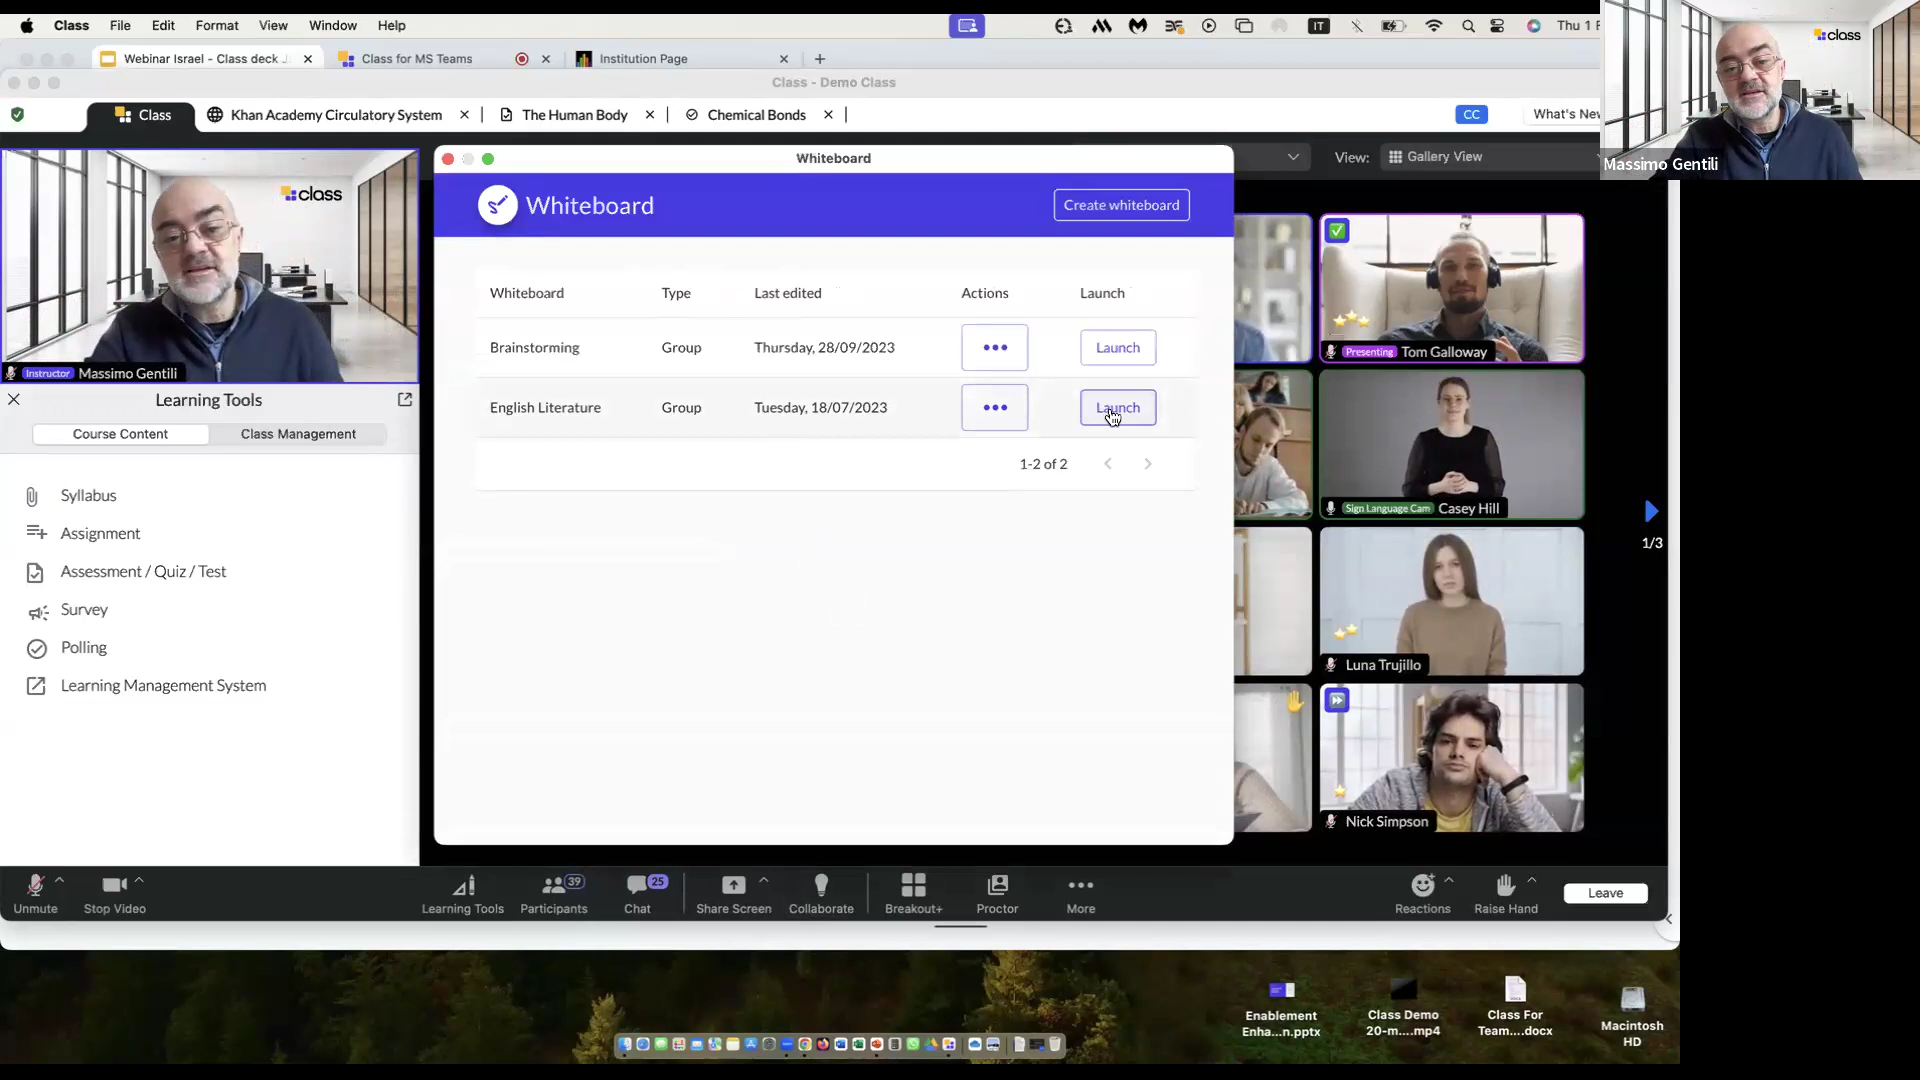 Class File Edit Format View Window Help
IT
Thu 1 F
Webinar Israel - Class deck
Class for MS Teams
Institution Page
Class - Demo Class
Class
Khan Academy Circulatory System
The Human Body
Chemical Bonds
CC
What's New
class
Massimo Gentili
class
Instructor Massimo Gentili
Whiteboard
Whiteboard
Create whiteboard
View: Gallery View
Whiteboard Type Last edited Actions Launch
Brainstorming Group Thursday, 28/09/2023 Launch
English Literature Group Tuesday, 18/07/2023 Launch
1-2 of 2
Learning Tools
Course Content Class Management
Syllabus
Assignment
Assessment / Quiz / Test
Survey
Polling
Learning Management System
Presenting Tom Galloway
Sign Language Cam Casey Hill
Luna Trujillo
Nick Simpson
1/3
39
25
Unmute Stop Video Learning Tools Participants Chat Share Screen Collaborate Breakout+ Proctor More Reactions Raise Hand Leave
Enablement
Enha...n.pptx
Class Demo
20-m....mp4
Class For
Team....docx
Macintosh
HD